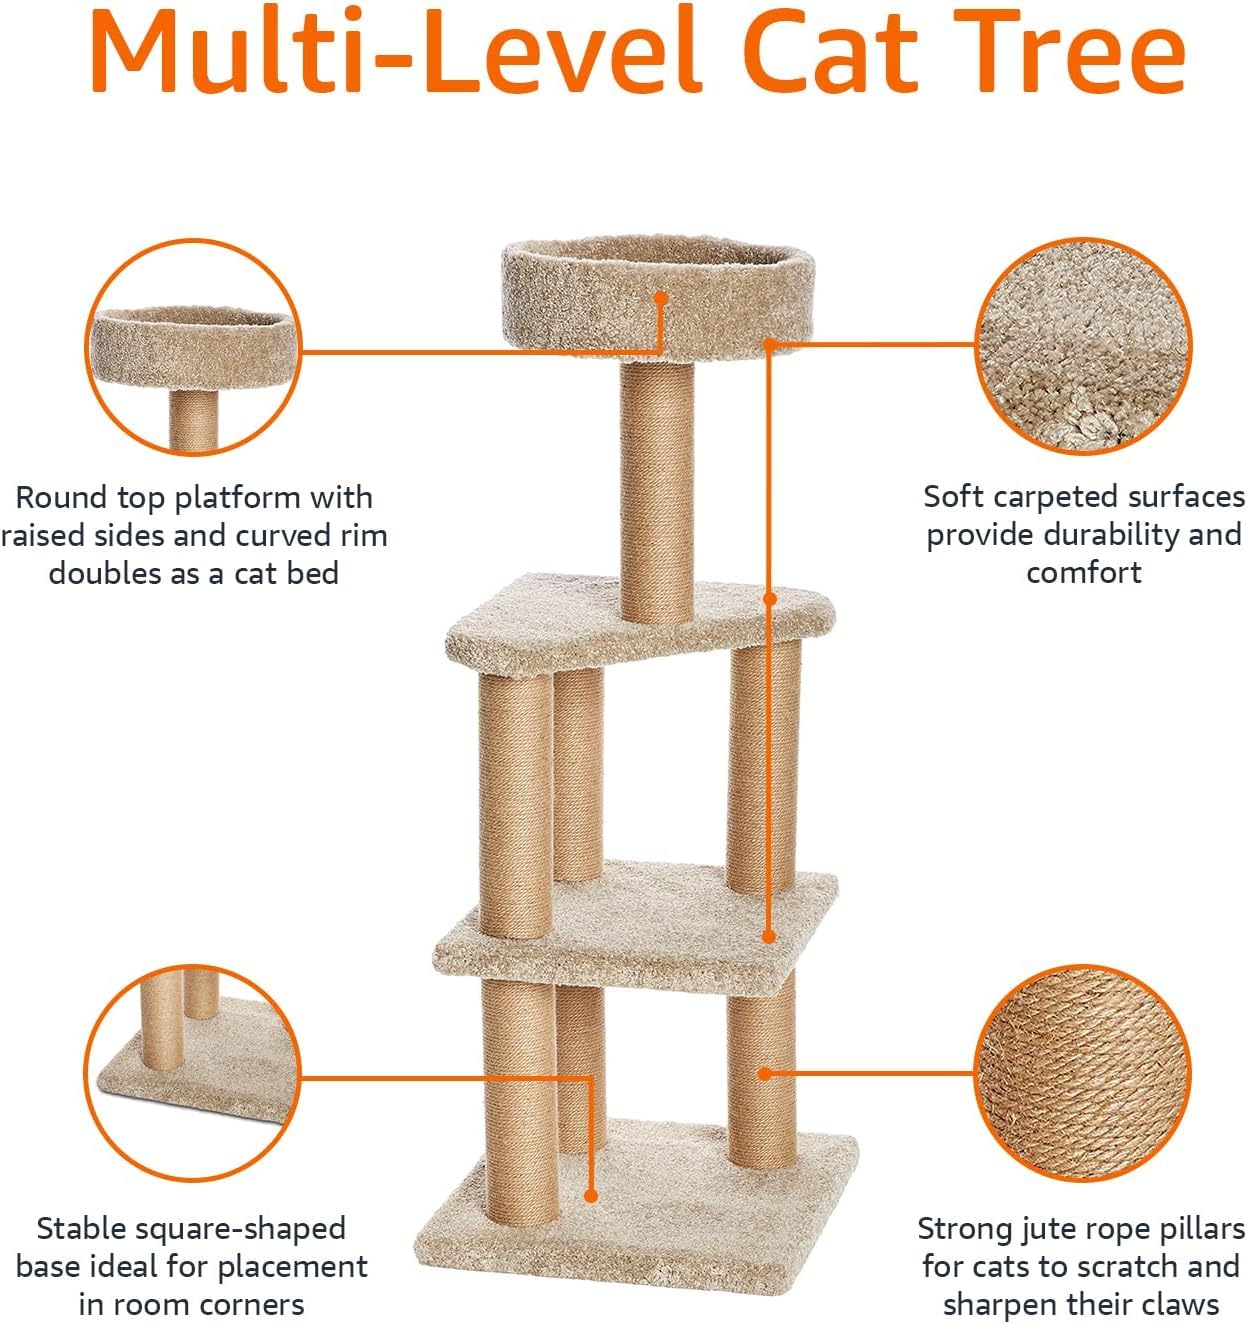 Multi-Level Cat Tree
Round top platform with
raised sides and curved rim
doubles as a cat bed
Soft carpeted surfaces
provide durability and
comfort
Stable square-shaped
base ideal for placement
in room corners
Strong jute rope pillars
for cats to scratch and
sharpen their claws